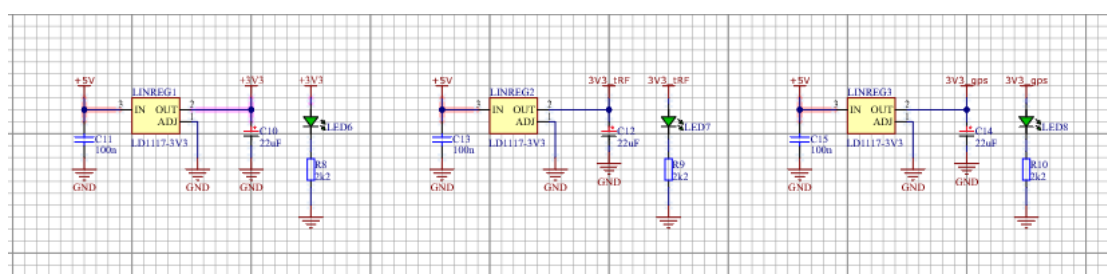 +5V
LINREG1
3
IN OUT
ADJ
2
1
LD1117-3V3
C11
100n
GND
GND
+3V3
C10
22uF
GND
+3V3
LED6
R8
2k2
+5V
LINREG2
3
IN OUT
ADJ
2
1
LD1117-3V3
C13
100n
GND
GND
3V3_tRF
C12
22uF
GND
3V3_tRF
LED7
R9
2k2
+5V
LINREG3
3
IN OUT
ADJ
2
1
LD1117-3V3
C15
100n
GND
GND
3V3_gps
C14
22uF
GND
3V3_gps
LED8
R10
2k2